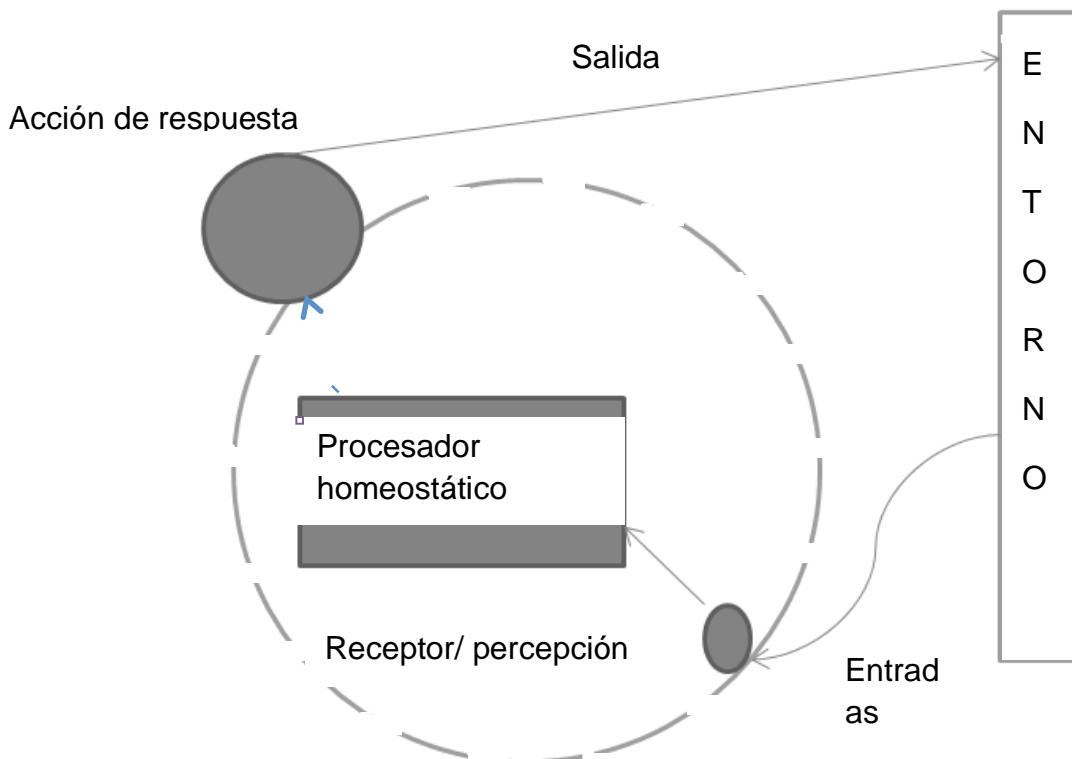 Salida
Acción de respuesta
E
N
T
O
R
N
O
Procesador
homeostático
Receptor/ percepción
Entrad
as